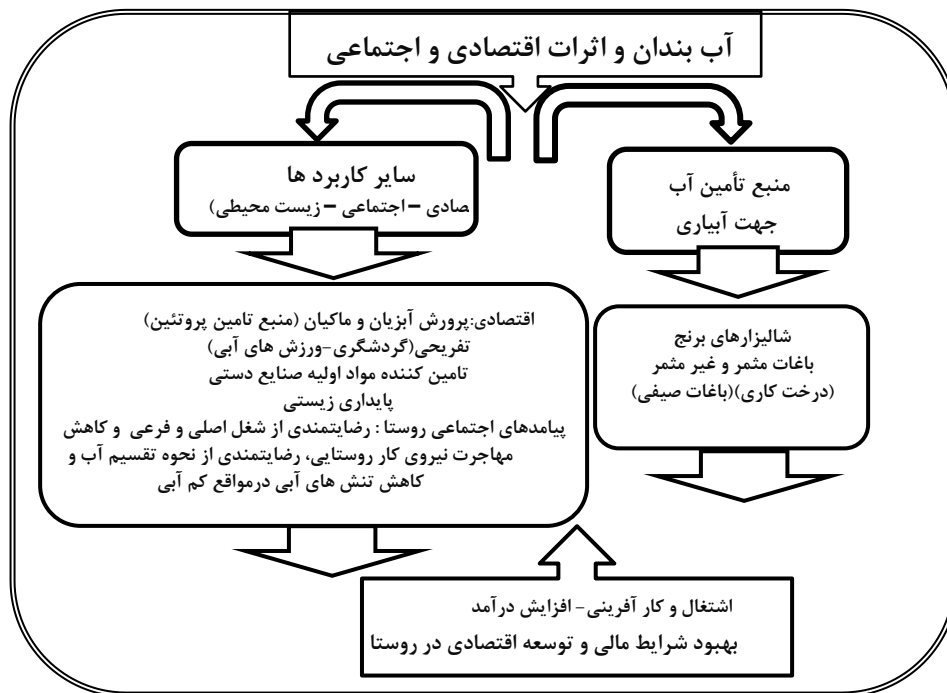 آب بندان و اثرات اقتصادی و اجتماعی
منبع تأمین آب
جهت آبیاری
سایر کاربرد ها
صادی – اجتماعی – زیست محیطی)
شالیزارهای برنج
باغات مثمر و غیر مثمر
(درخت کاری)(باغات صیفی)
اقتصادی:پرورش آبزیان و ماکیان (منبع تامین پروتئین)
تفریحی(گردشگری-ورزش های آبی)
تامین کننده مواد اولیه صنایع دستی
پایداری زیستی
پیامدهای اجتماعی روستا : رضایتمندی از شغل اصلی و فرعی و کاهش
مهاجرت نیروی کار روستایی، رضایتمندی از نحوه تقسیم آب و
کاهش تنش های آبی درمواقع کم آبی
اشتغال و کار آفرینی- افزایش درآمد
بهبود شرایط مالی و توسعه اقتصادی در روستا